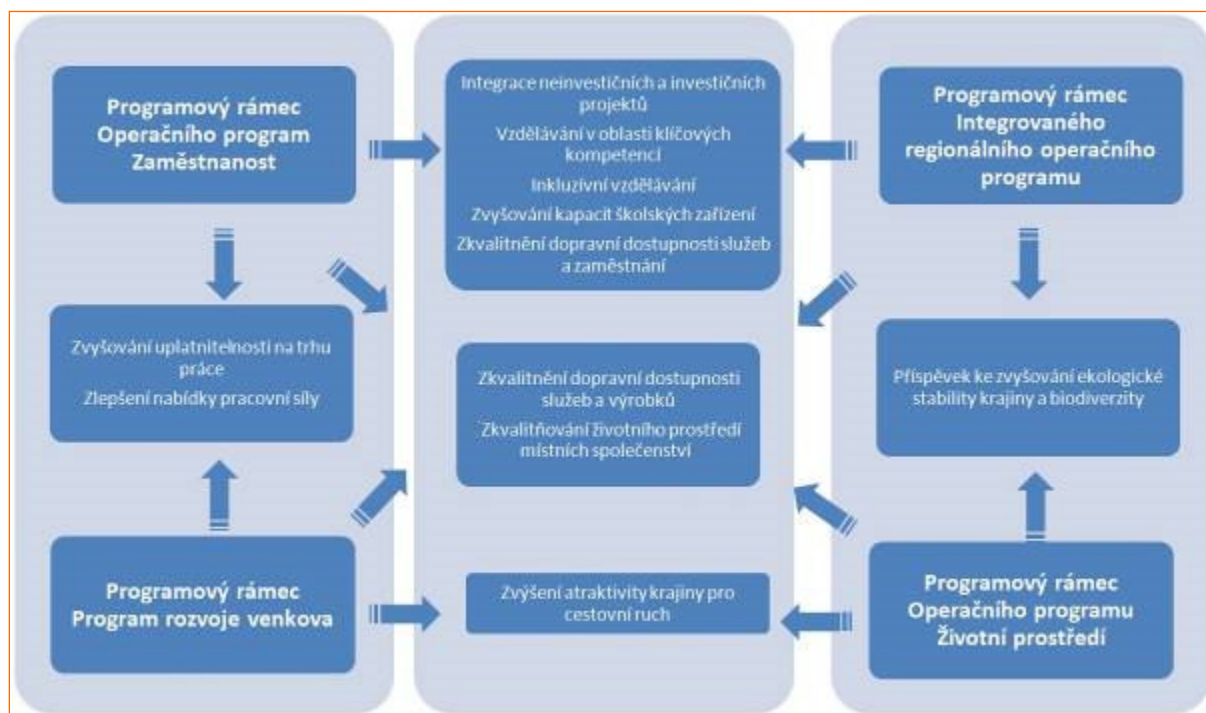 Programový rámec
Operačního program
Zaměstnanost
Zvyšování uplatnitelnosti na trhu
práce
Zlepšení nabídky pracovní síly
Programový rámec
Program rozvoje venkova
Integrace neinvestičních a investičních
projektů
Vzdělávání v oblasti klíčových
kompetencí
Inkluzívní vzdělávání
Zvyšování kapacit školských zařízení
Zkvalitnění dopravní dostupnosti služeb
a zaměstnání
Zkvalitnění dopravní dostupnosti
služeb a výrobků
Zkvalitňování životního prostředí
místních společenství
Zvýšení atraktivity krajiny pro
cestovní ruch
Programový rámec
Integrovaného
regionálního operačního
programu
Příspěvek ke zvyšování ekologické
stability krajiny a biodiverzity
Programový rámec
Operačního programu
Životní prostředí